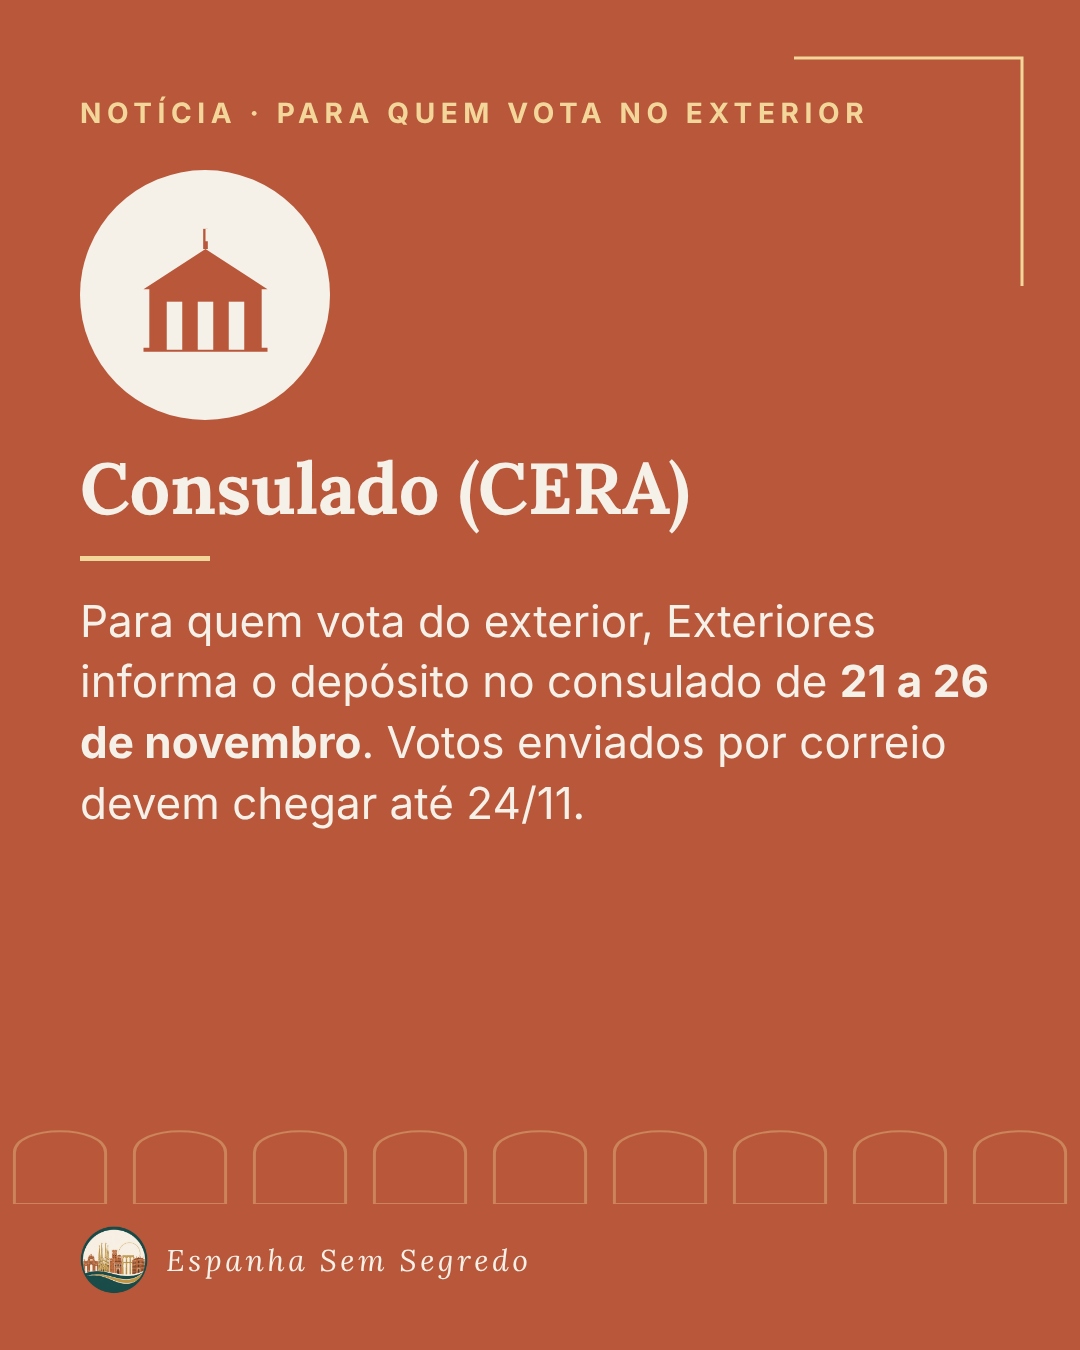 NOTÍCIA · PARA QUEM VOTA NO EXTERIOR
Consulado (CERA)
Para quem vota do exterior, Exteriores
informa o depósito no consulado de 21 a 26
de novembro. Votos enviados por correio
devem chegar até 24/11.
Espanha Sem Segredo